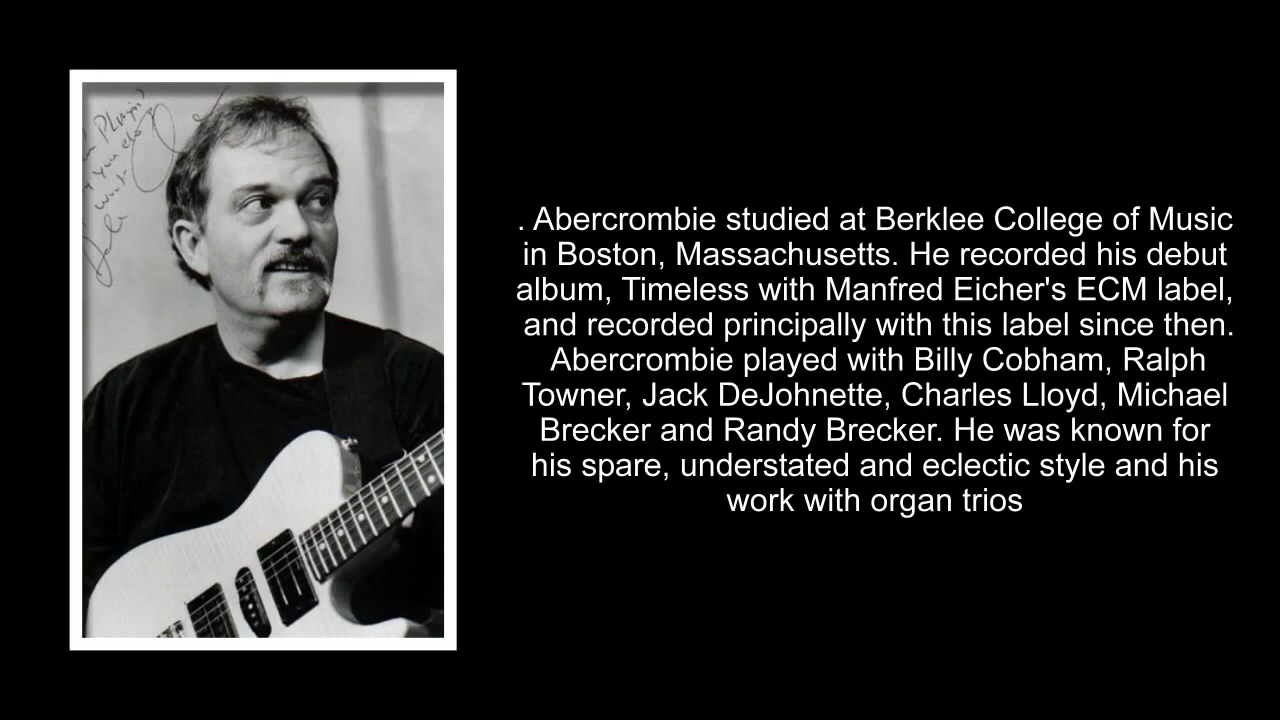 . Abercrombie studied at Berklee College of Music
in Boston, Massachusetts. He recorded his debut
album, Timeless with Manfred Eicher's ECM label,
and recorded principally with this label since then.
Abercrombie played with Billy Cobham, Ralph
Towner, Jack DeJohnette, Charles Lloyd, Michael
Brecker and Randy Brecker. He was known for
his spare, understated and eclectic style and his
work with organ trios